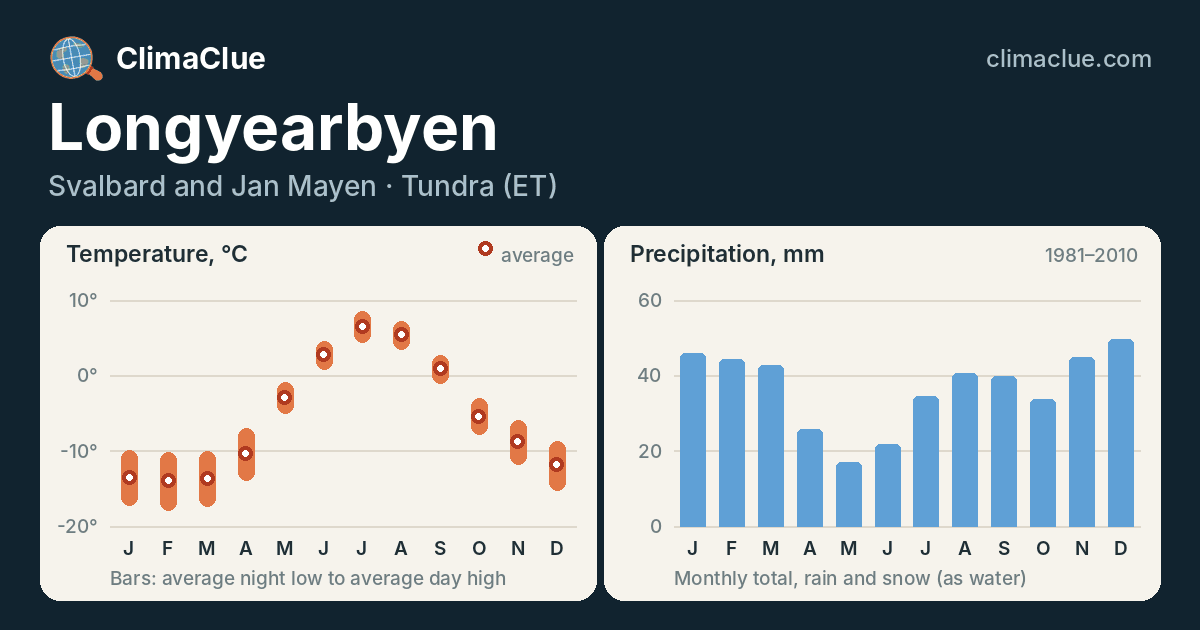 ClimaClue
climaclue.com
Longyearbyen
Svalbard and Jan Mayen · Tundra (ET)
Temperature, °C
average
10°
0°
-10°
-20°
J F M A M J J A S O N D
Bars: average night low to average day high
Precipitation, mm
1981–2010
60
40
20
0
J F M A M J J A S O N D
Monthly total, rain and snow (as water)